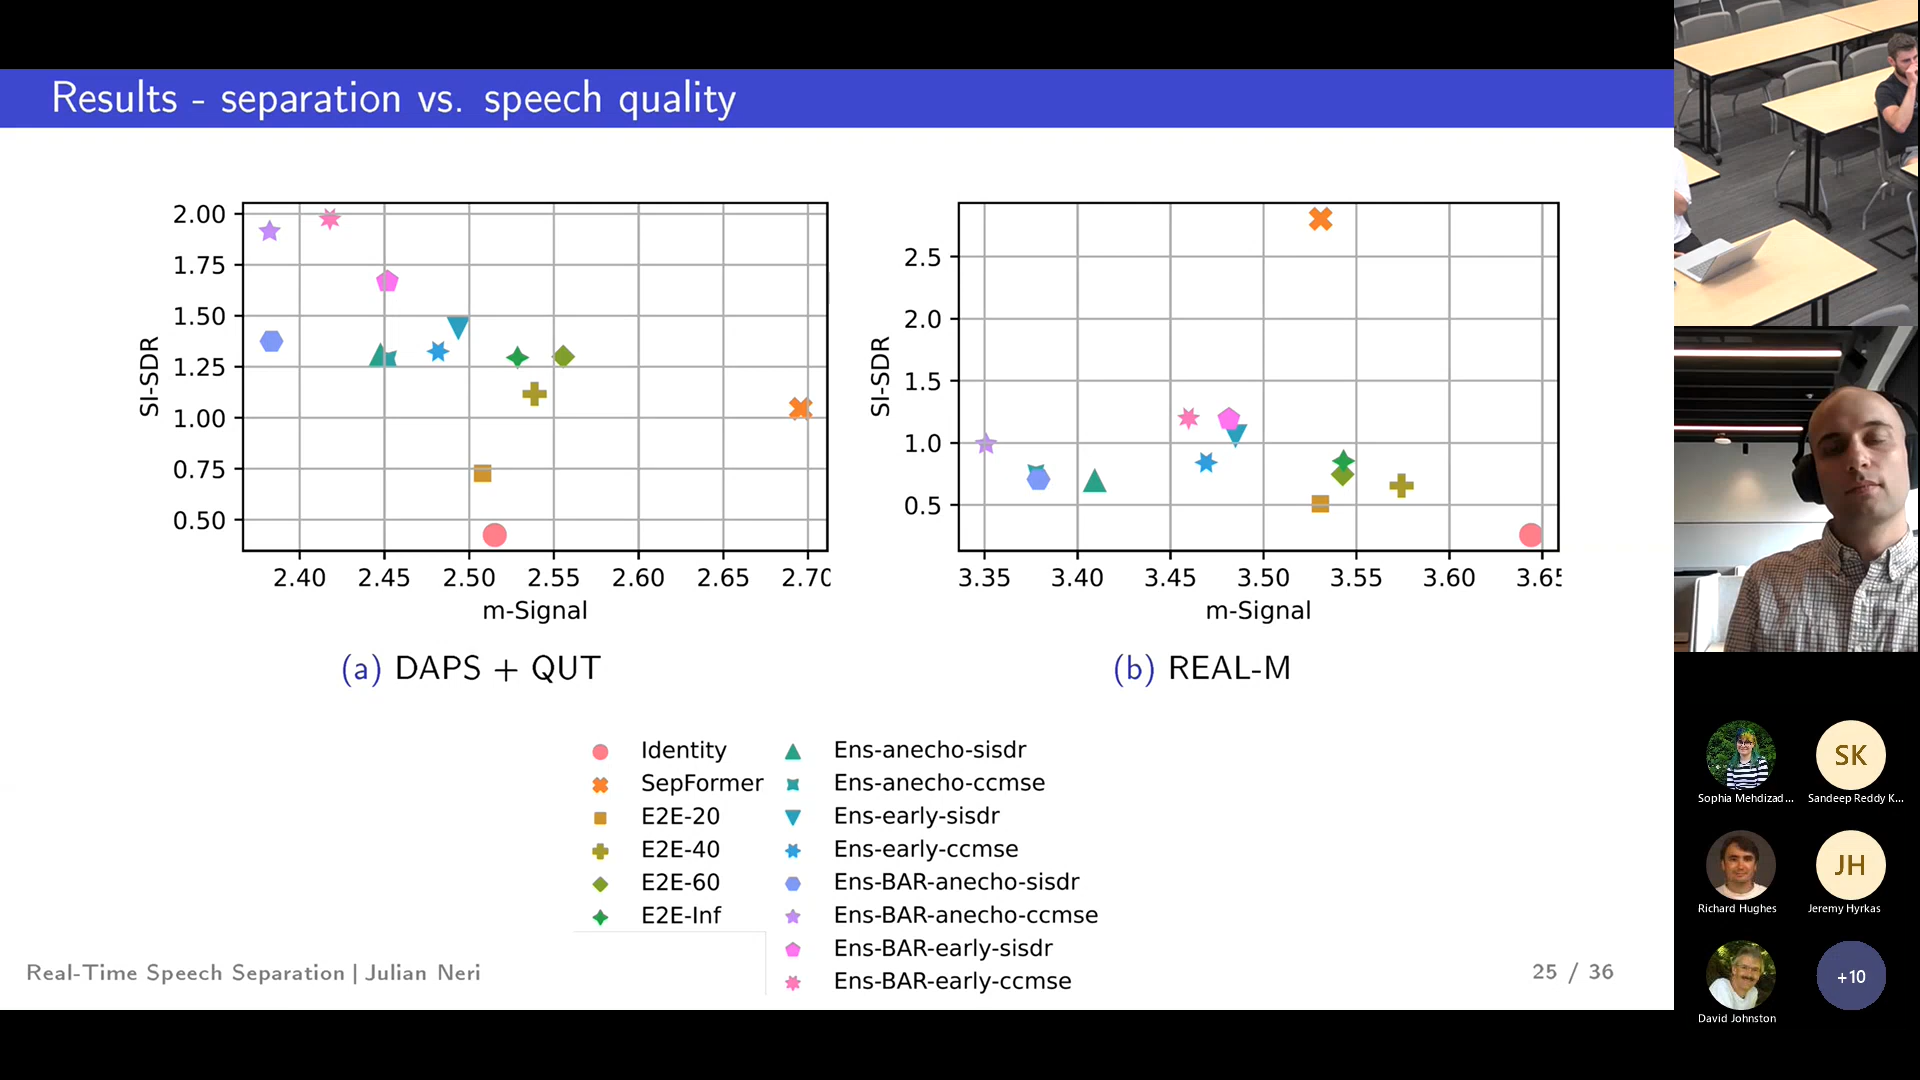 Results - separation vs. speech quality
2.00
1.75
1.50
1.25
1.00
0.75
0.50
SI-SDR
2.40 2.45 2.50 2.55 2.60 2.65 2.70
m-Signal
(a) DAPS + QUT
2.5
2.0
1.5
1.0
0.5
SI-SDR
3.35 3.40 3.45 3.50 3.55 3.60 3.65
m-Signal
(b) REAL-M
Identity
SepFormer
E2E-20
E2E-40
E2E-60
E2E-Inf
Ens-anecho-sisdr
Ens-anecho-ccmse
Ens-early-sisdr
Ens-early-ccmse
Ens-BAR-anecho-sisdr
Ens-BAR-anecho-ccmse
Ens-BAR-early-sisdr
Ens-BAR-early-ccmse
Real-Time Speech Separation | Julian Neri
25 / 36
Sophia Mehdizad...
SK
Sandeep Reddy K...
Richard Hughes
JH
Jeremy Hyrkas
David Johnston
+10